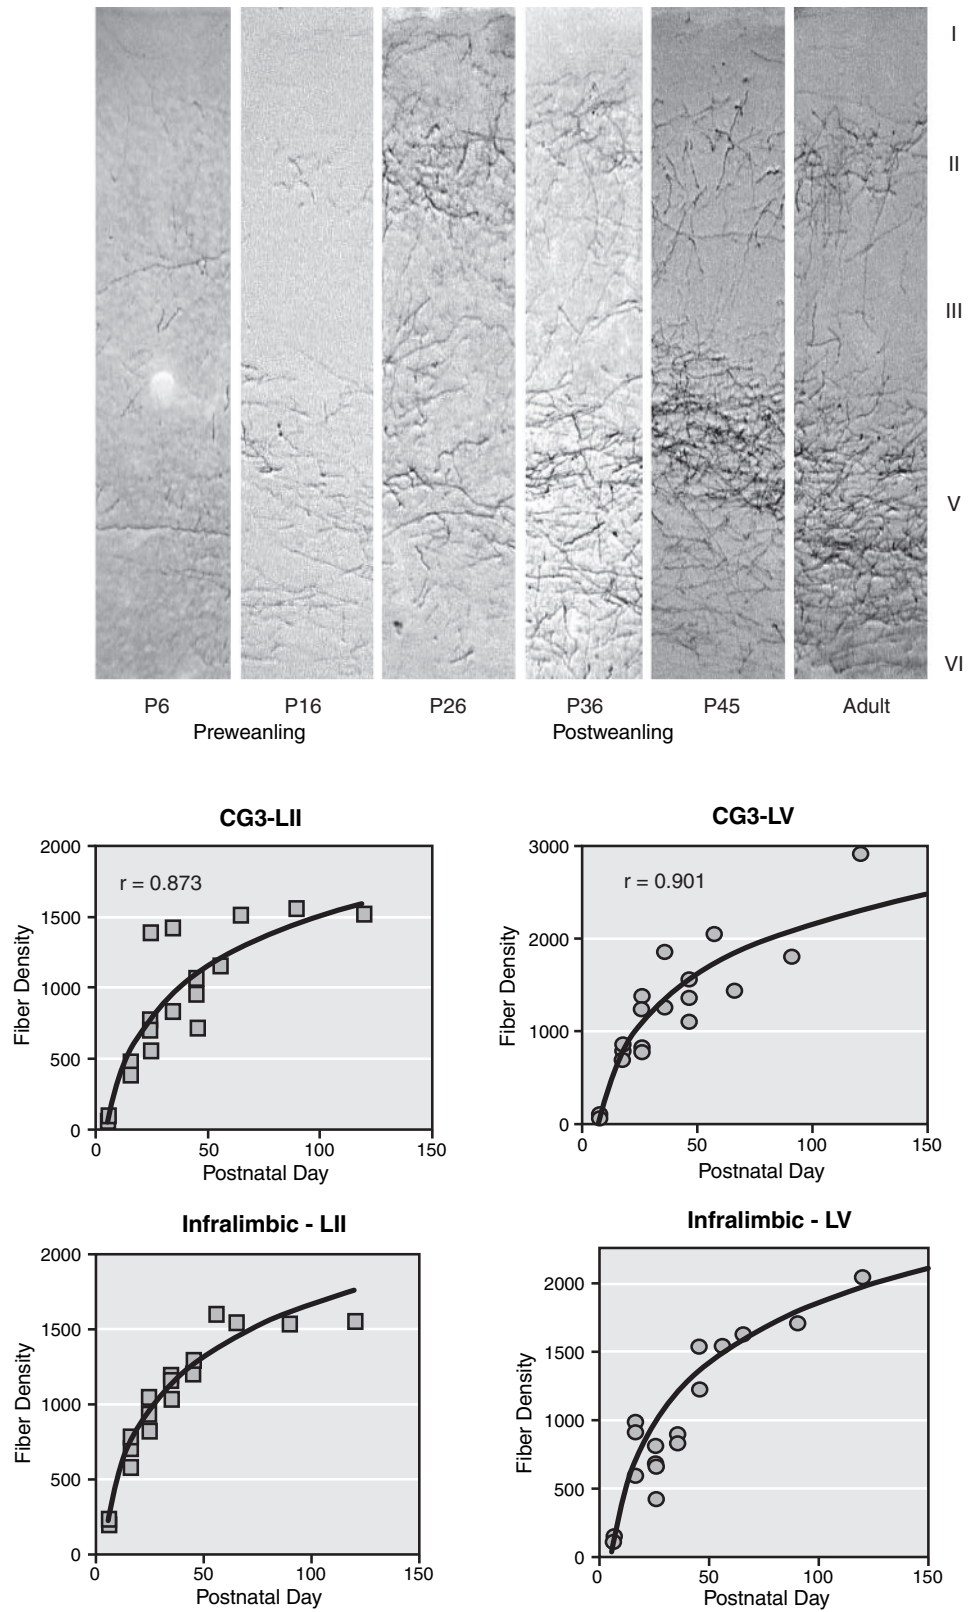 I
II
III
V
VI
P6 P16 P26 P36 P45 Adult
Preweanling Postweanling
CG3-LII
2000
1500
1000
500
0
r = 0.873
Fiber Density
0 50 100 150
Postnatal Day
CG3-LV
3000
2000
1000
0
r = 0.901
Fiber Density
0 50 100 150
Postnatal Day
Infralimbic - LII
2000
1500
1000
500
0
Fiber Density
0 50 100 150
Postnatal Day
Infralimbic - LV
2000
1500
1000
500
0
Fiber Density
0 50 100 150
Postnatal Day